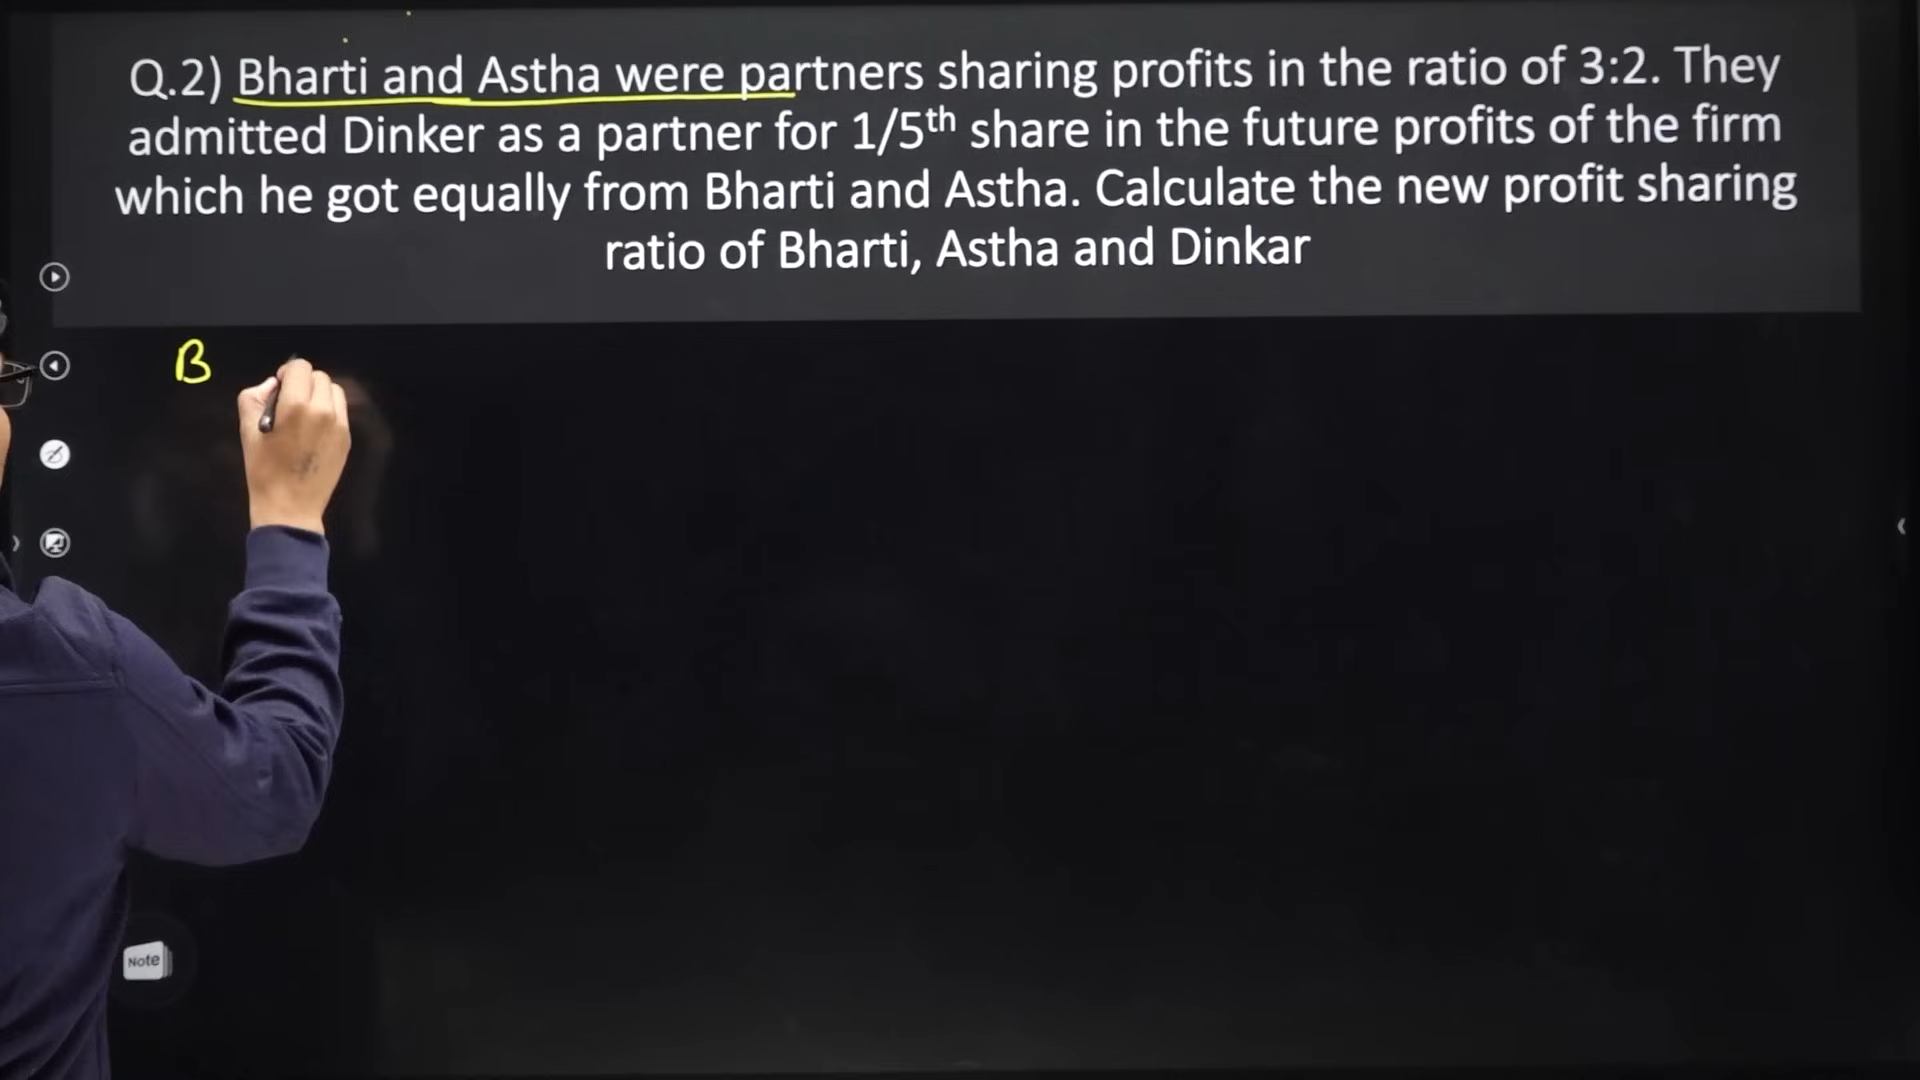 Q.2) Bharti and Astha were partners sharing profits in the ratio of 3:2. They
admitted Dinker as a partner for 1/5th share in the future profits of the firm
which he got equally from Bharti and Astha. Calculate the new profit sharing
ratio of Bharti, Astha and Dinkar
B
Note